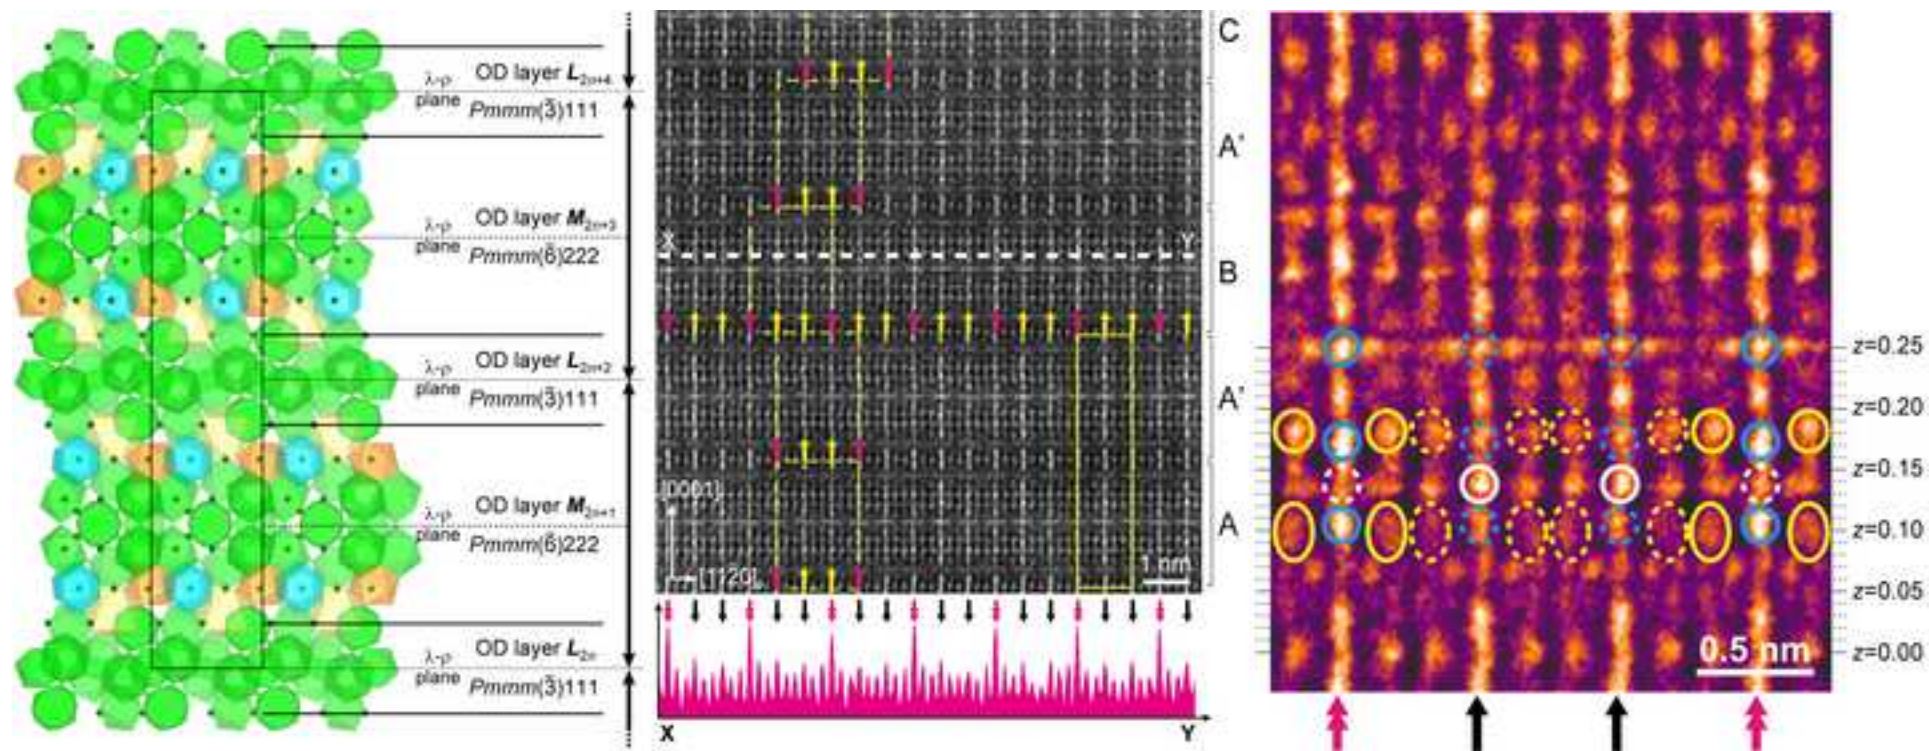 λ-ρ
plane
OD layer L2n+4
Pmmm(3̄)111
λ-ρ
plane
OD layer M2n+3
Pmmm(6̄)222
λ-ρ
plane
OD layer L2n+2
Pmmm(3̄)111
λ-ρ
plane
OD layer M2n+1
Pmmm(6̄)222
λ-ρ
plane
OD layer L2n
Pmmm(3̄)111
X
Y
[0001]
[112̄0]
1 nm
C
A'
B
A'
A
X
Y
z=0.25
z=0.20
z=0.15
z=0.10
z=0.05
z=0.00
0.5 nm